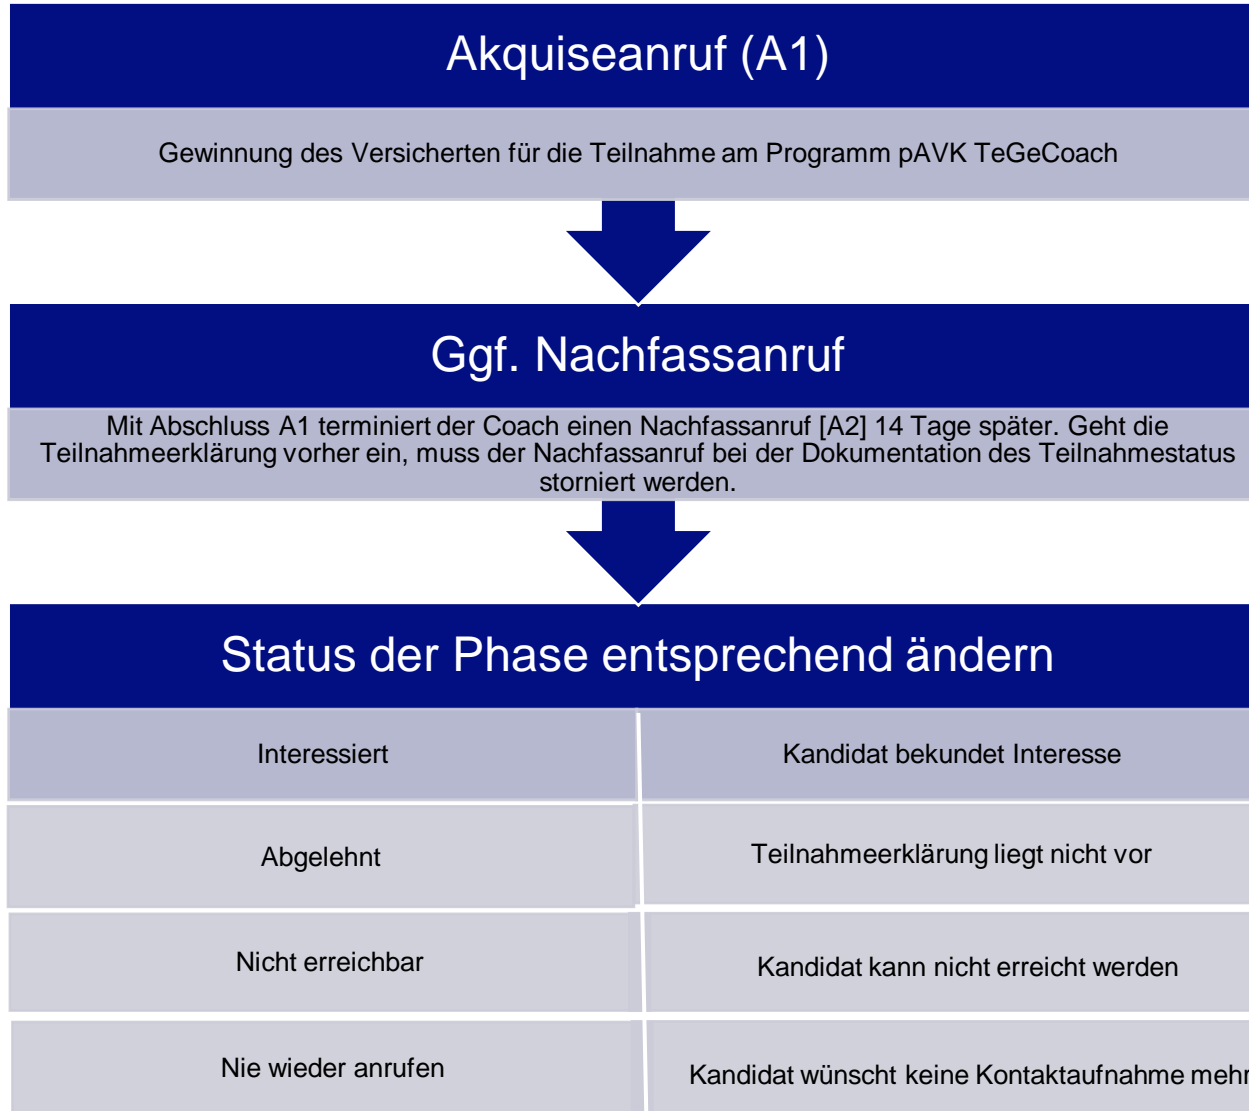 Akquiseanruf (A1)
Gewinnung des Versicherten für die Teilnahme am Programm pAVK TeGeCoach
Ggf. Nachfassanruf
Mit Abschluss A1 terminiert der Coach einen Nachfassanruf [A2] 14 Tage später. Geht die
Teilnahmeerklärung vorher ein, muss der Nachfassanruf bei der Dokumentation des Teilnahmestatus
storniert werden.
Status der Phase entsprechend ändern
Interessiert
Kandidat bekundet Interesse
Abgelehnt
Teilnahmeerklärung liegt nicht vor
Nicht erreichbar
Kandidat kann nicht erreicht werden
Nie wieder anrufen
Kandidat wünscht keine Kontaktaufnahme mehr